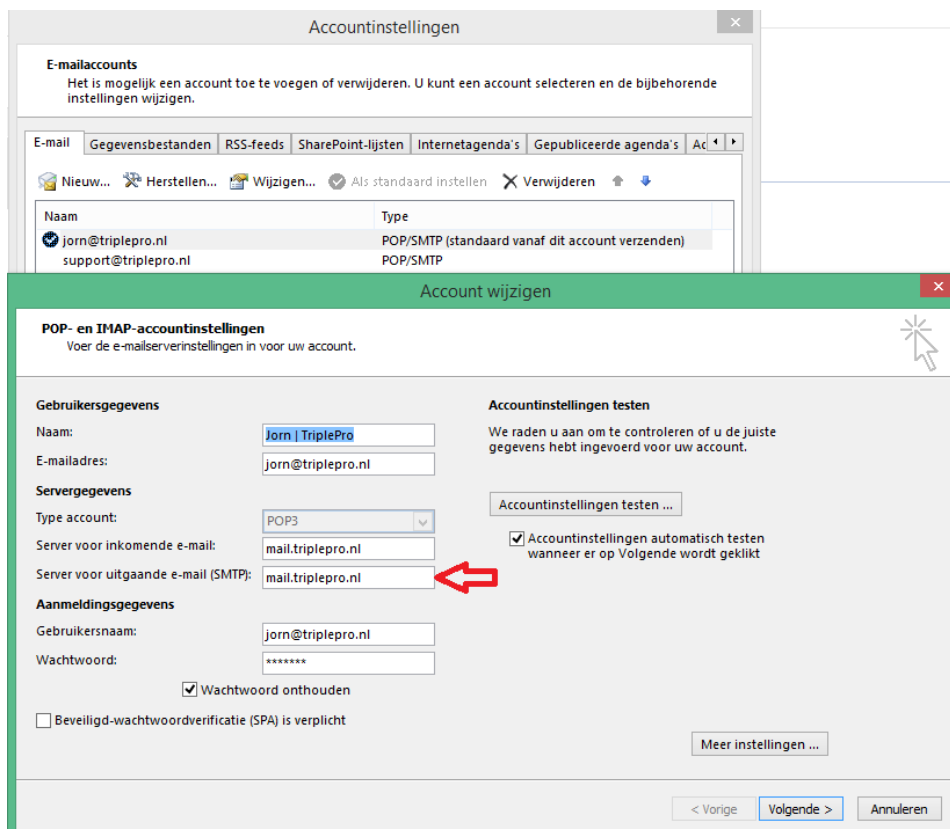 Accountinstellingen
E-mailaccounts
Het is mogelijk een account toe te voegen of verwijderen. U kunt een account selecteren en de bijbehorende
instellingen wijzigen.
E-mail Gegevensbestanden RSS-feeds SharePoint-lijsten Internetagenda's Gepubliceerde agenda's Ac
Nieuw... Herstellen... Wijzigen... Als standaard instellen Verwijderen
Naam Type
jorn@triplepro.nl POP/SMTP (standaard vanaf dit account verzenden)
support@triplepro.nl POP/SMTP
Account wijzigen
POP- en IMAP-accountinstellingen
Voer de e-mailserverinstellingen in voor uw account.
Gebruikersgegevens
Naam: Jorn | TriplePro
E-mailadres: jorn@triplepro.nl
Servergegevens
Type account: POP3
Server voor inkomende e-mail: mail.triplepro.nl
Server voor uitgaande e-mail (SMTP): mail.triplepro.nl
Aanmeldingsgegevens
Gebruikersnaam: jorn@triplepro.nl
Wachtwoord: *******
Wachtwoord onthouden
Beveiligd-wachtwoordverificatie (SPA) is verplicht
Accountinstellingen testen
We raden u aan om te controleren of u de juiste
gegevens hebt ingevoerd voor uw account.
Accountinstellingen testen ...
Accountinstellingen automatisch testen
wanneer er op Volgende wordt geklikt
Meer instellingen ...
< Vorige Volgende > Annuleren